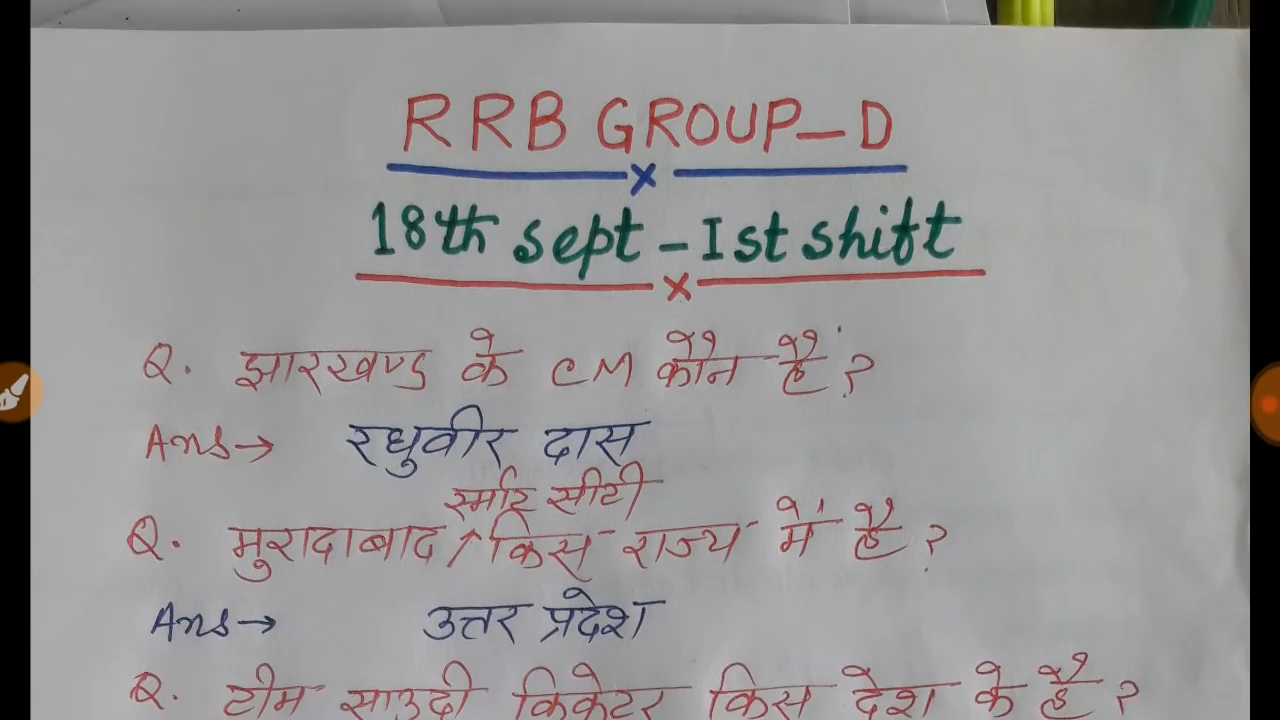 RRB GROUP-D
x
18th sept - Ist shift
x
Q. झारखण्ड के CM कौन हैं ?
Ans→ रघुवीर दास
स्मार्ट सीटी
Q. मुरादाबाद ↑ किस राज्य में है ?
Ans→ उत्तर प्रदेश
Q. टीम साउदी क्रिकेटर किस देश के है ?